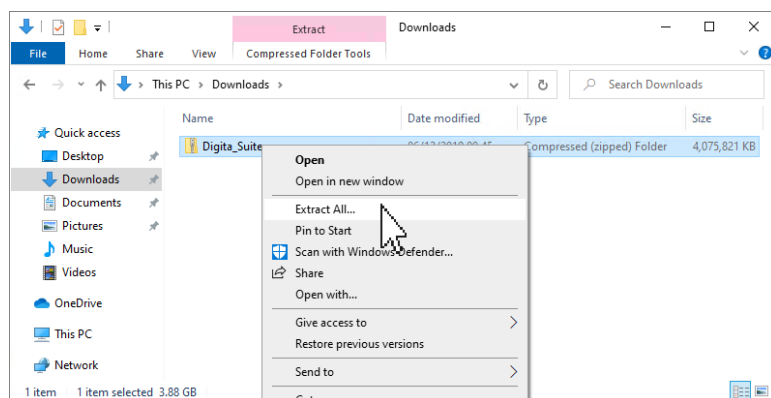 Extract
Downloads
File
Home
Share
View
Compressed Folder Tools
This PC
Downloads
Search Downloads
Name
Date modified
Type
Size
Quick access
Desktop
Downloads
Documents
Pictures
Music
Videos
OneDrive
This PC
Network
Digita_Suite
Compressed (zipped) Folder
4,075,821 KB
Open
Open in new window
Extract All...
Pin to Start
Scan with Windows Defender...
Share
Open with...
Give access to
Restore previous versions
Send to
1 item
1 item selected 3.88 GB